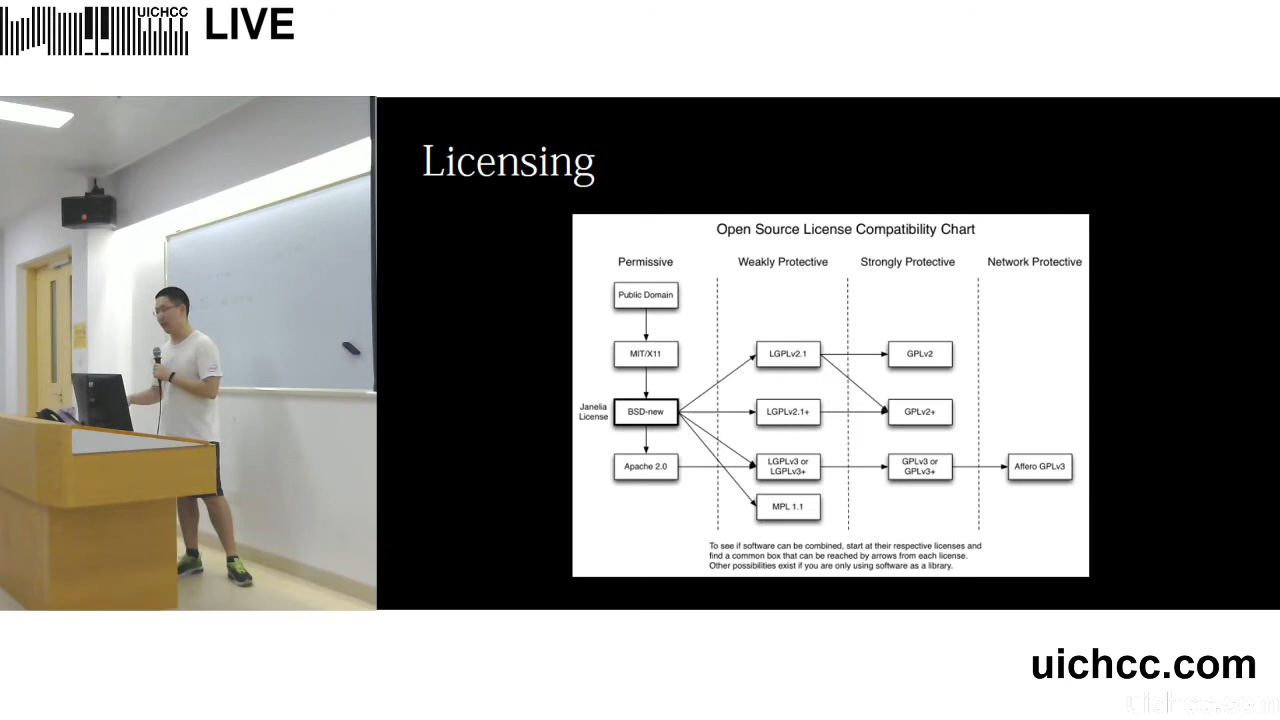 UICHCC
LIVE
Licensing
Open Source License Compatibility Chart
Permissive
Weakly Protective
Strongly Protective
Network Protective
Public Domain
MIT/X11
LGPLv2.1
GPLv2
Janelia
License
BSD-new
LGPLv2.1+
GPLv2+
Apache 2.0
LGPLv3 or
LGPLv3+
GPLv3 or
GPLv3+
Affero GPLv3
MPL 1.1
To see if software can be combined, start at their respective licenses and
find a common box that can be reached by arrows from each license.
Other possibilities exist if you are only using software as a library.
uichcc.com
uichcc.com